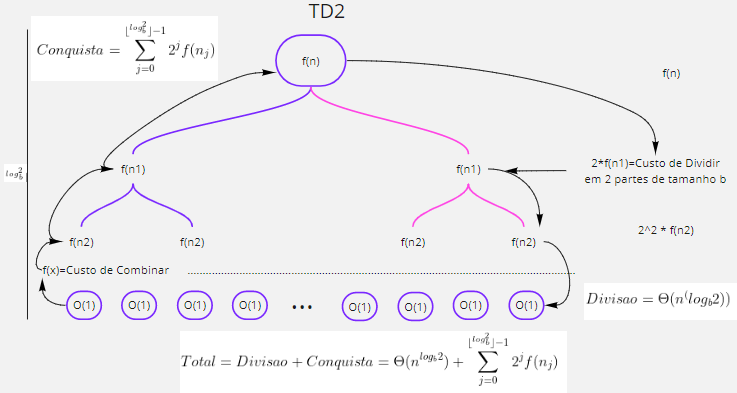 TD2
Conquista = \sum_{j=0}^{\lfloor log_b^2 \rfloor - 1} 2^j f(n_j)
f(n)
f(n)
log_b^2
f(n1)
f(n1)
2*f(n1)=Custo de Dividir
em 2 partes de tamanho b
f(n2)
f(n2)
f(n2)
f(n2)
2^2 * f(n2)
f(x)=Custo de Combinar
O(1) O(1) O(1) O(1) ... O(1) O(1) O(1) O(1)
Divisao = Θ(n^(log_b 2))
Total = Divisao + Conquista = Θ(n^{log_b 2}) + \sum_{j=0}^{\lfloor log_b^2 \rfloor - 1} 2^j f(n_j)